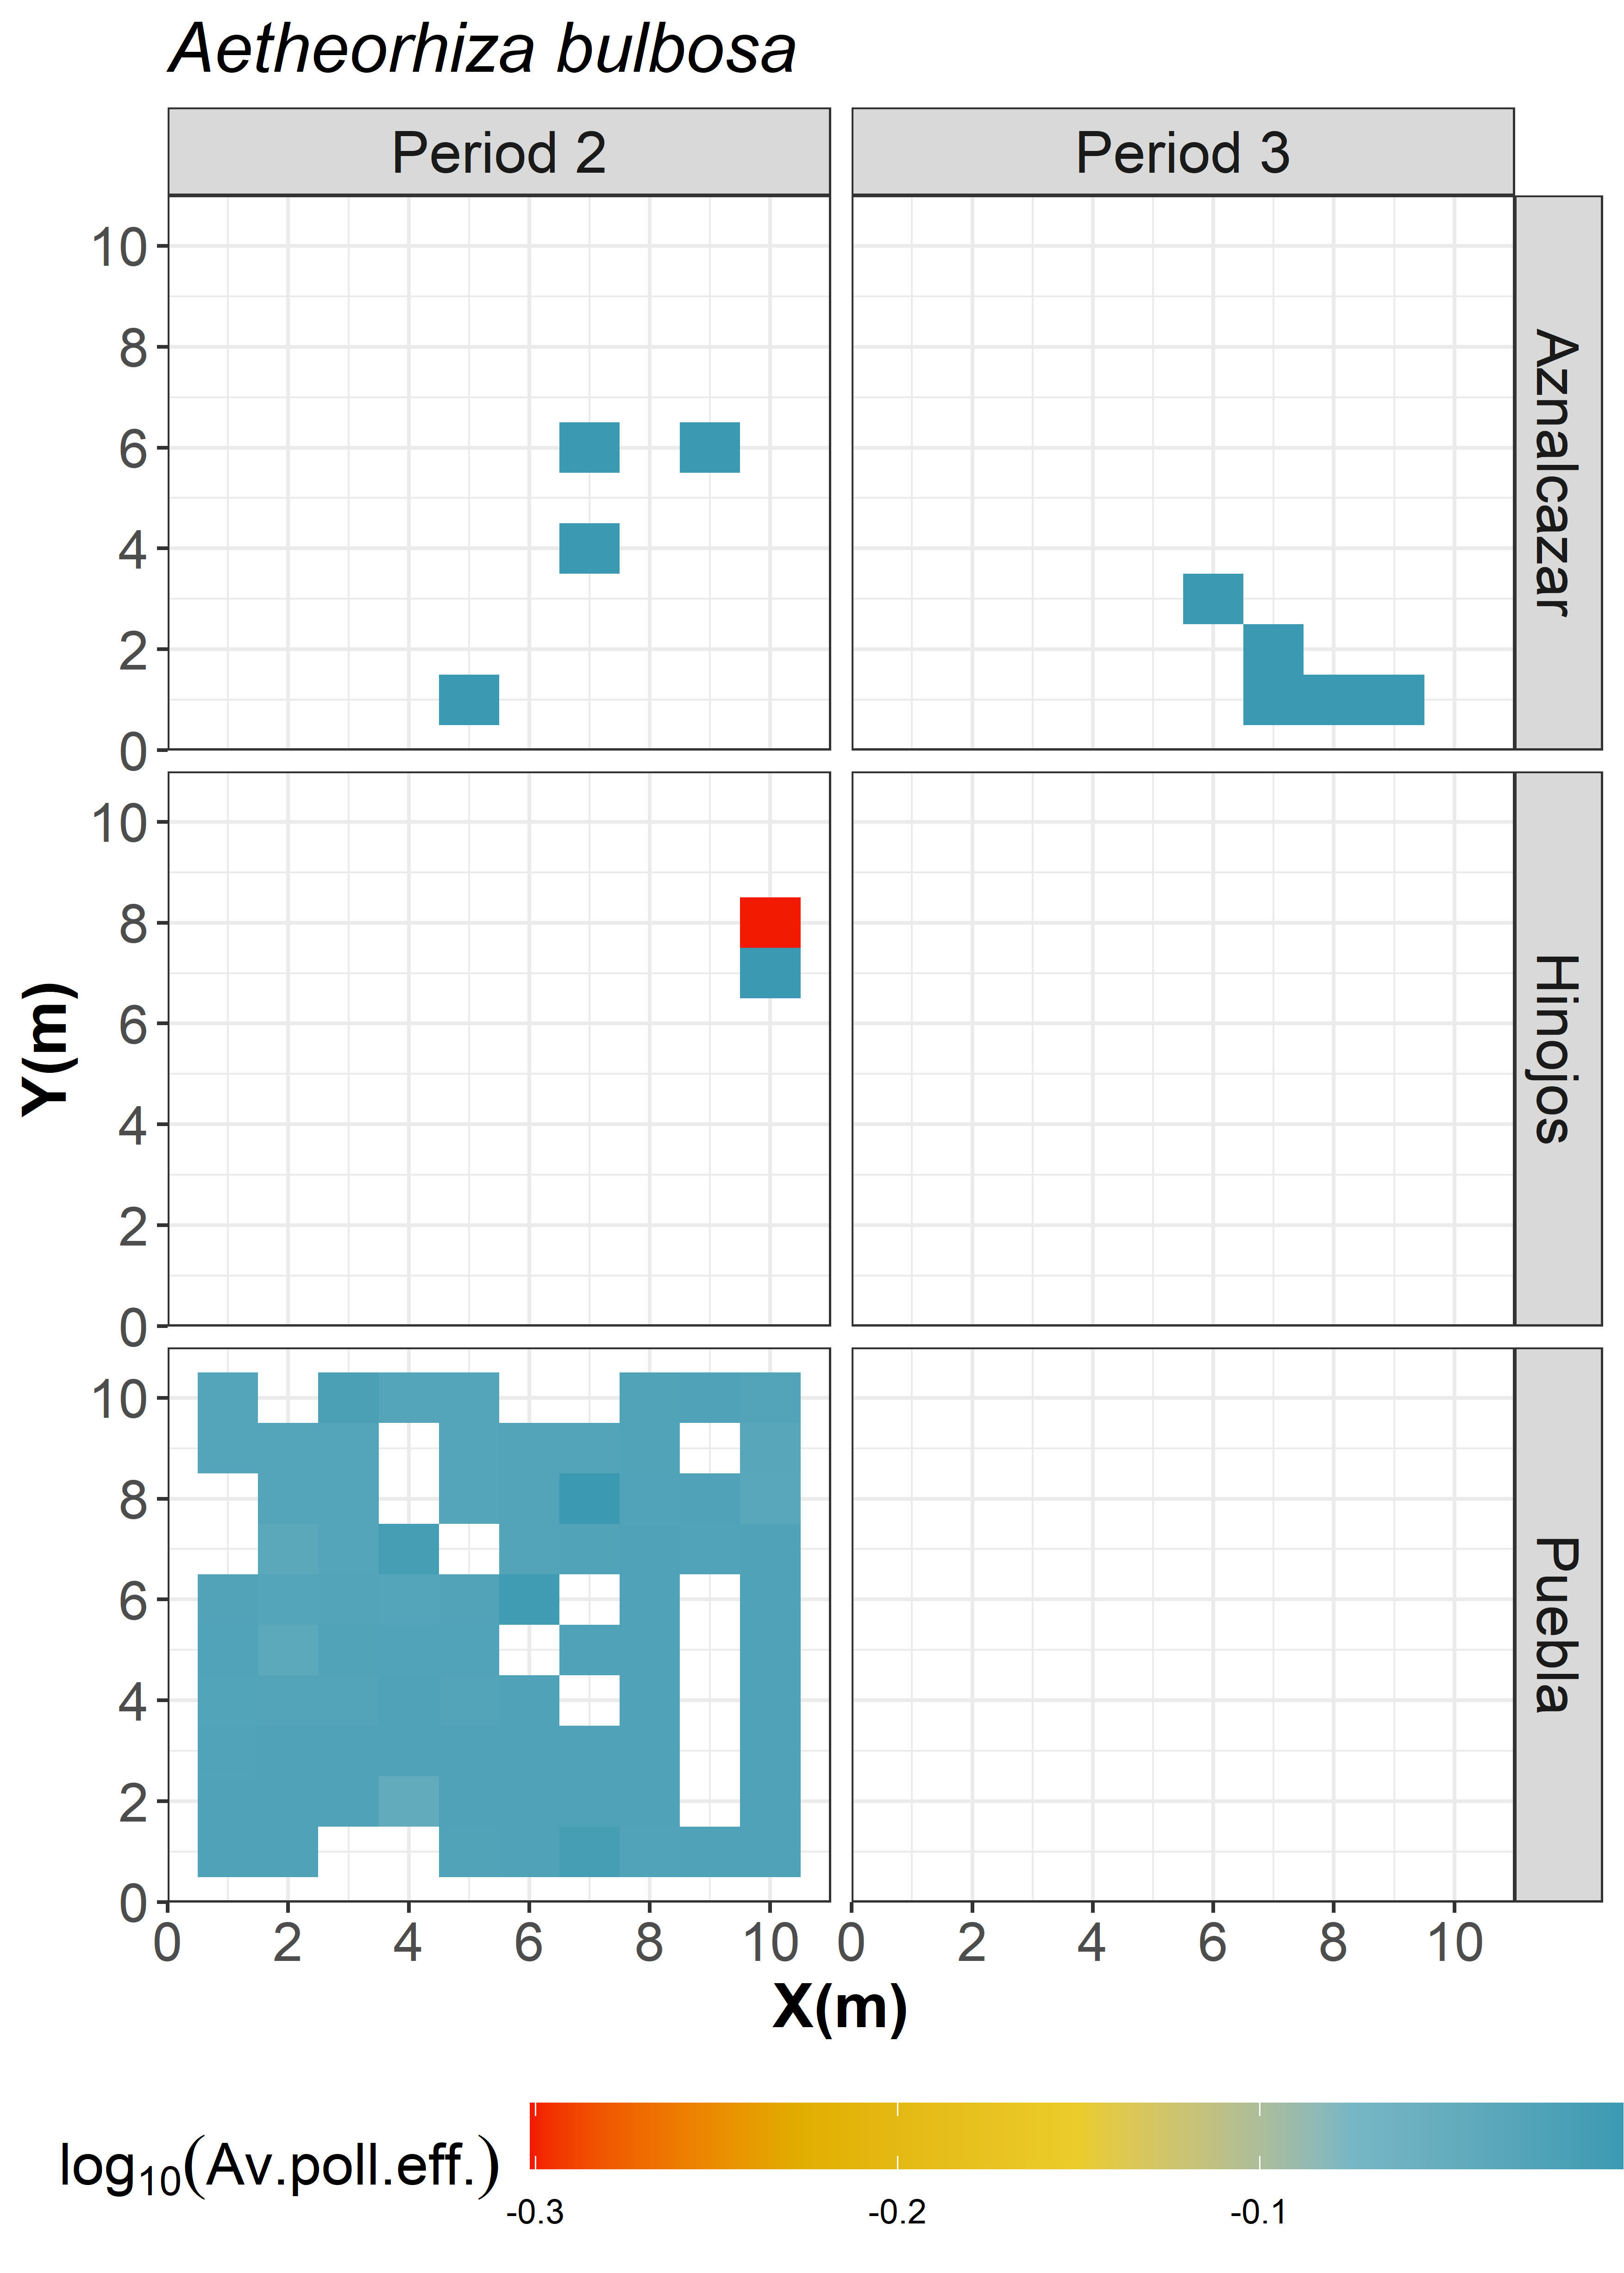 Aetheorhiza bulbosa
Period 2
Period 3
10
8
6
4
2
0
Aznalcazar
10
8
6
4
2
0
Hinojos
10
8
6
4
2
0
Puebla
Y(m)
0 2 4 6 8 10
0 2 4 6 8 10
X(m)
log10(Av.poll.eff.)
-0.3 -0.2 -0.1